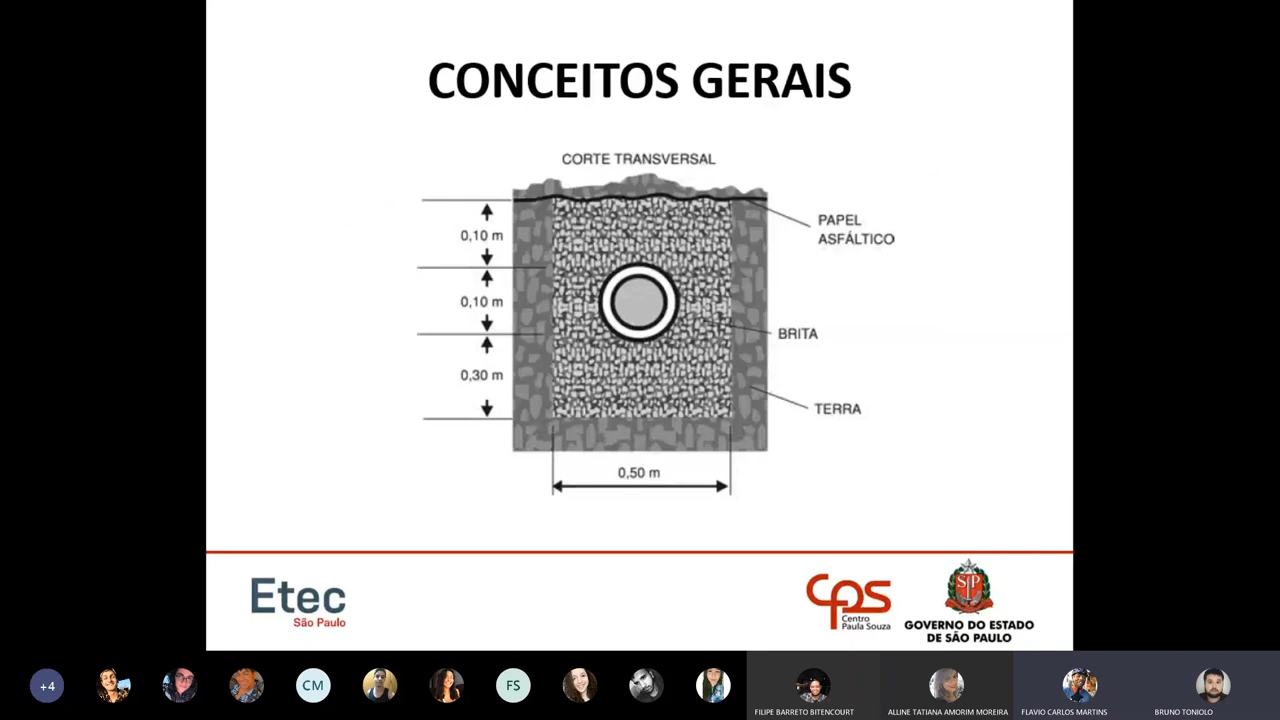 CONCEITOS GERAIS
CORTE TRANSVERSAL
PAPEL
ASFÁLTICO
0,10 m
0,10 m
BRITA
0,30 m
TERRA
0,50 m
Etec
São Paulo
CPS
Centro
Paula Souza
SP
GOVERNO DO ESTADO
DE SÃO PAULO
+4
CM
FS
FILIPE BARRETO BITENCOURT
ALLINE TATIANA AMORIM MOREIRA
FLAVIO CARLOS MARTINS
BRUNO TONIOLO